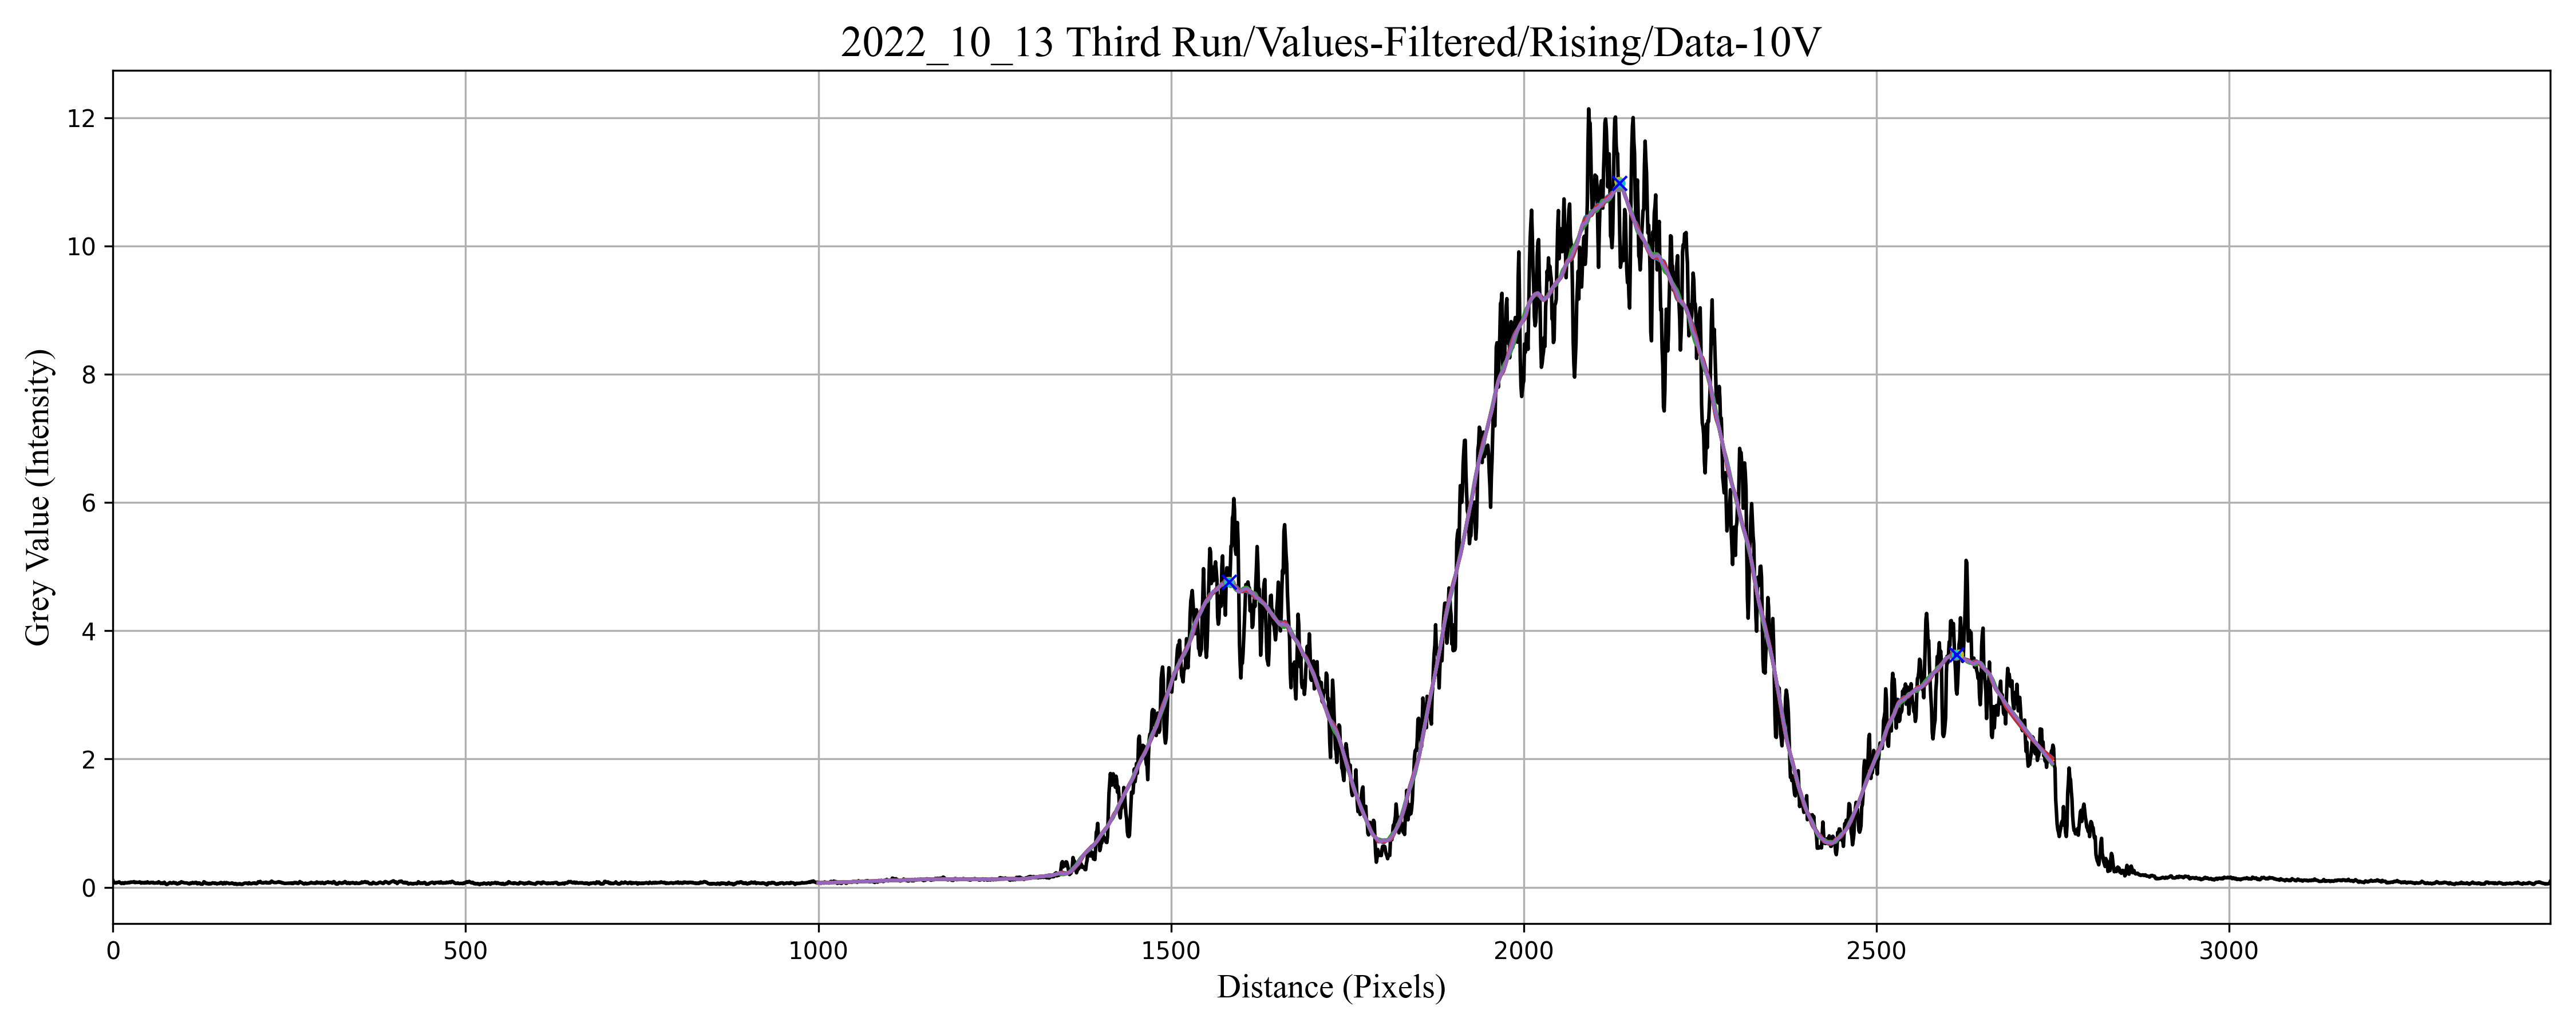 2022_10_13 Third Run/Values-Filtered/Rising/Data-10V
Grey Value (Intensity)
12
10
8
6
4
2
0
0 500 1000 1500 2000 2500 3000
Distance (Pixels)